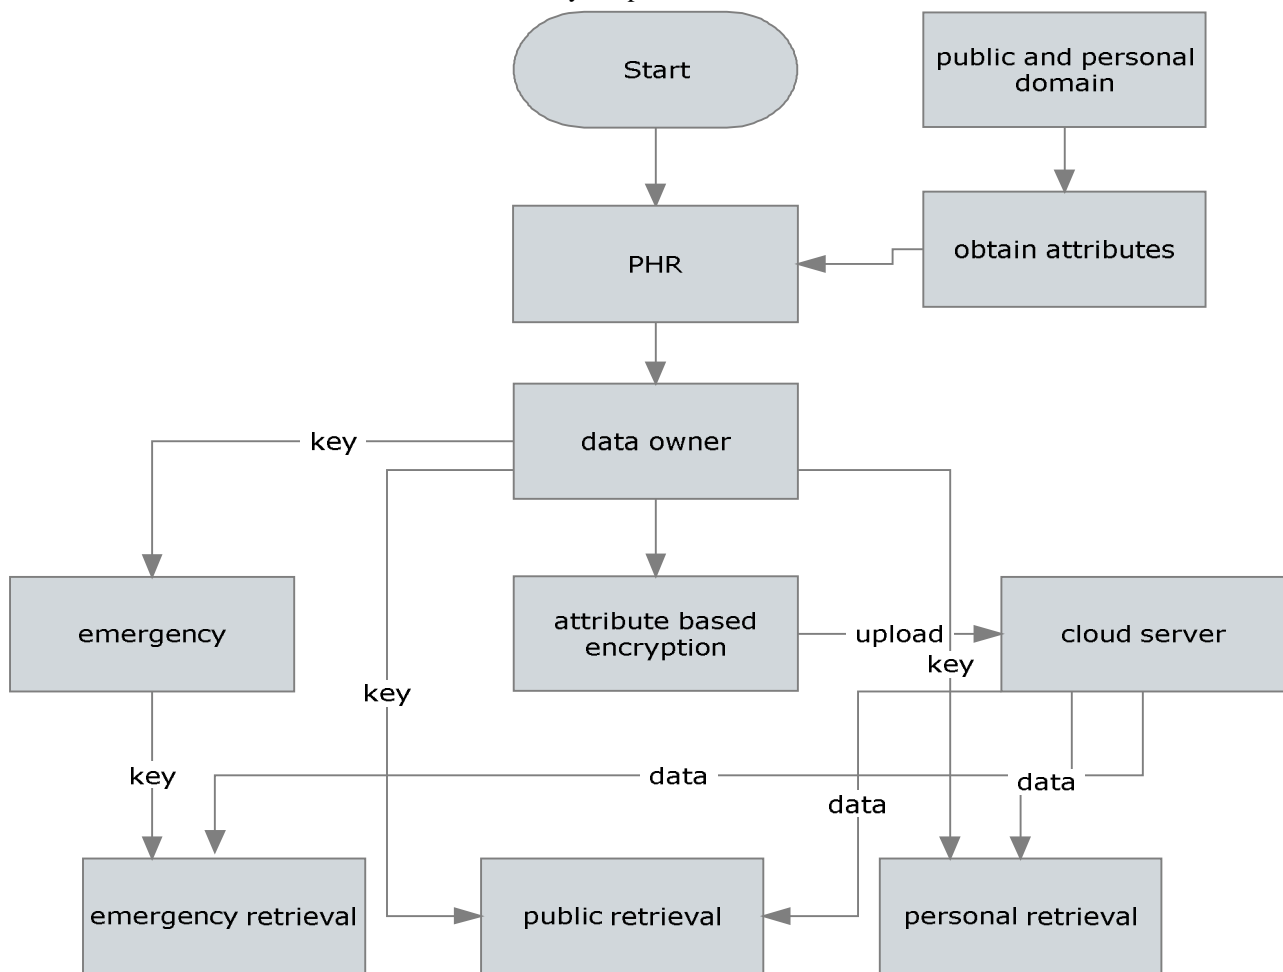 Start
public and personal
domain
PHR
obtain attributes
key
data owner
emergency
attribute based
encryption
upload
cloud server
key
key
key
data
data
data
emergency retrieval
public retrieval
personal retrieval